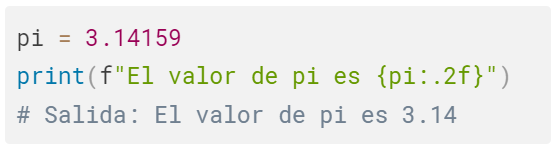 pi = 3.14159
print(f"El valor de pi es {pi:.2f}")
# Salida: El valor de pi es 3.14